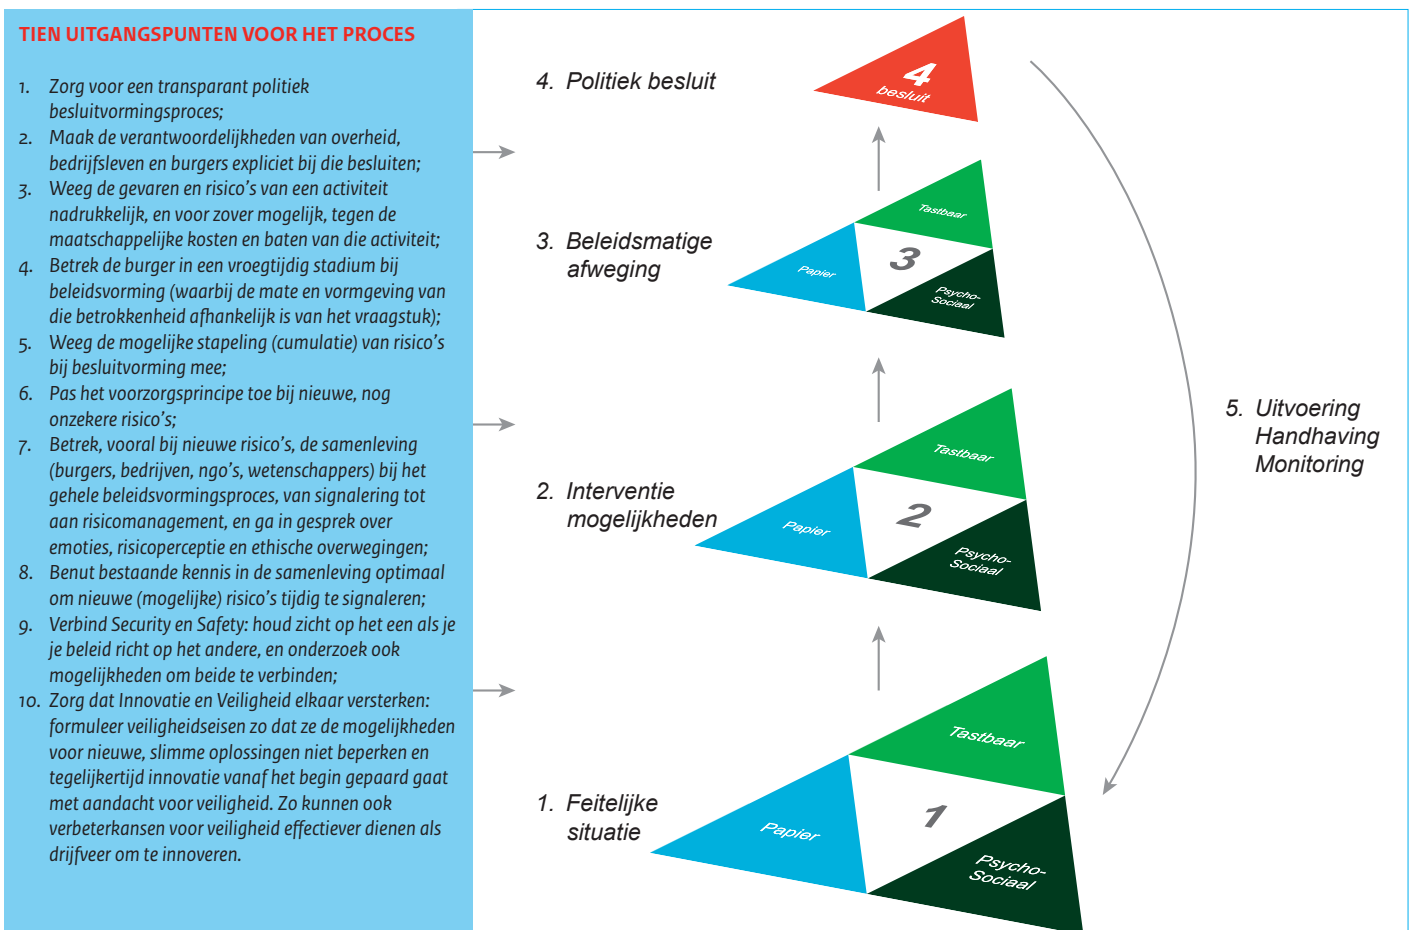 TIEN UITGANGSPUNTEN VOOR HET PROCES
1. Zorg voor een transparant politiek
besluitvormingsproces;
2. Maak de verantwoordelijkheden van overheid,
bedrijfsleven en burgers expliciet bij die besluiten;
3. Weeg de gevaren en risico's van een activiteit
nadrukkelijk, en voor zover mogelijk, tegen de
maatschappelijke kosten en baten van die activiteit;
4. Betrek de burger in een vroegtijdig stadium bij
beleidsvorming (waarbij de mate en vormgeving van
die betrokkenheid afhankelijk is van het vraagstuk);
5. Weeg de mogelijke stapeling (cumulatie) van risico's
bij besluitvorming mee;
6. Pas het voorzorgsprincipe toe bij nieuwe, nog
onzekere risico's;
7. Betrek, vooral bij nieuwe risico's, de samenleving
(burgers, bedrijven, ngo's, wetenschappers) bij het
gehele beleidsvormingsproces, van signalering tot
aan risicomanagement, en ga in gesprek over
emoties, risicoperceptie en ethische overwegingen;
8. Benut bestaande kennis in de samenleving optimaal
om nieuwe (mogelijke) risico's tijdig te signaleren;
9. Verbind Security en Safety: houd zicht op het een als je
je beleid richt op het andere, en onderzoek ook
mogelijkheden om beide te verbinden;
10. Zorg dat Innovatie en Veiligheid elkaar versterken:
formuleer veiligheidseisen zo dat ze de mogelijkheden
voor nieuwe, slimme oplossingen niet beperken en
tegelijkertijd innovatie vanaf het begin gepaard gaat
met aandacht voor veiligheid. Zo kunnen ook
verbeterkansen voor veiligheid effectiever dienen als
drijfveer om te innoveren.
4. Politiek besluit
4
besluit
3. Beleidsmatige
afweging
Tastbaar
Papier
3
Psycho-
Sociaal
2. Interventie
mogelijkheden
Tastbaar
Papier
2
Psycho-
Sociaal
1. Feitelijke
situatie
Tastbaar
Papier
1
Psycho-
Sociaal
5. Uitvoering
Handhaving
Monitoring